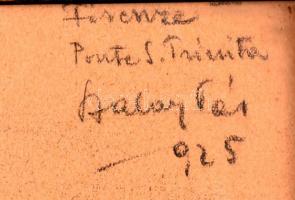 Firenze
Ponte S. Trinita
Szalay Pál
925